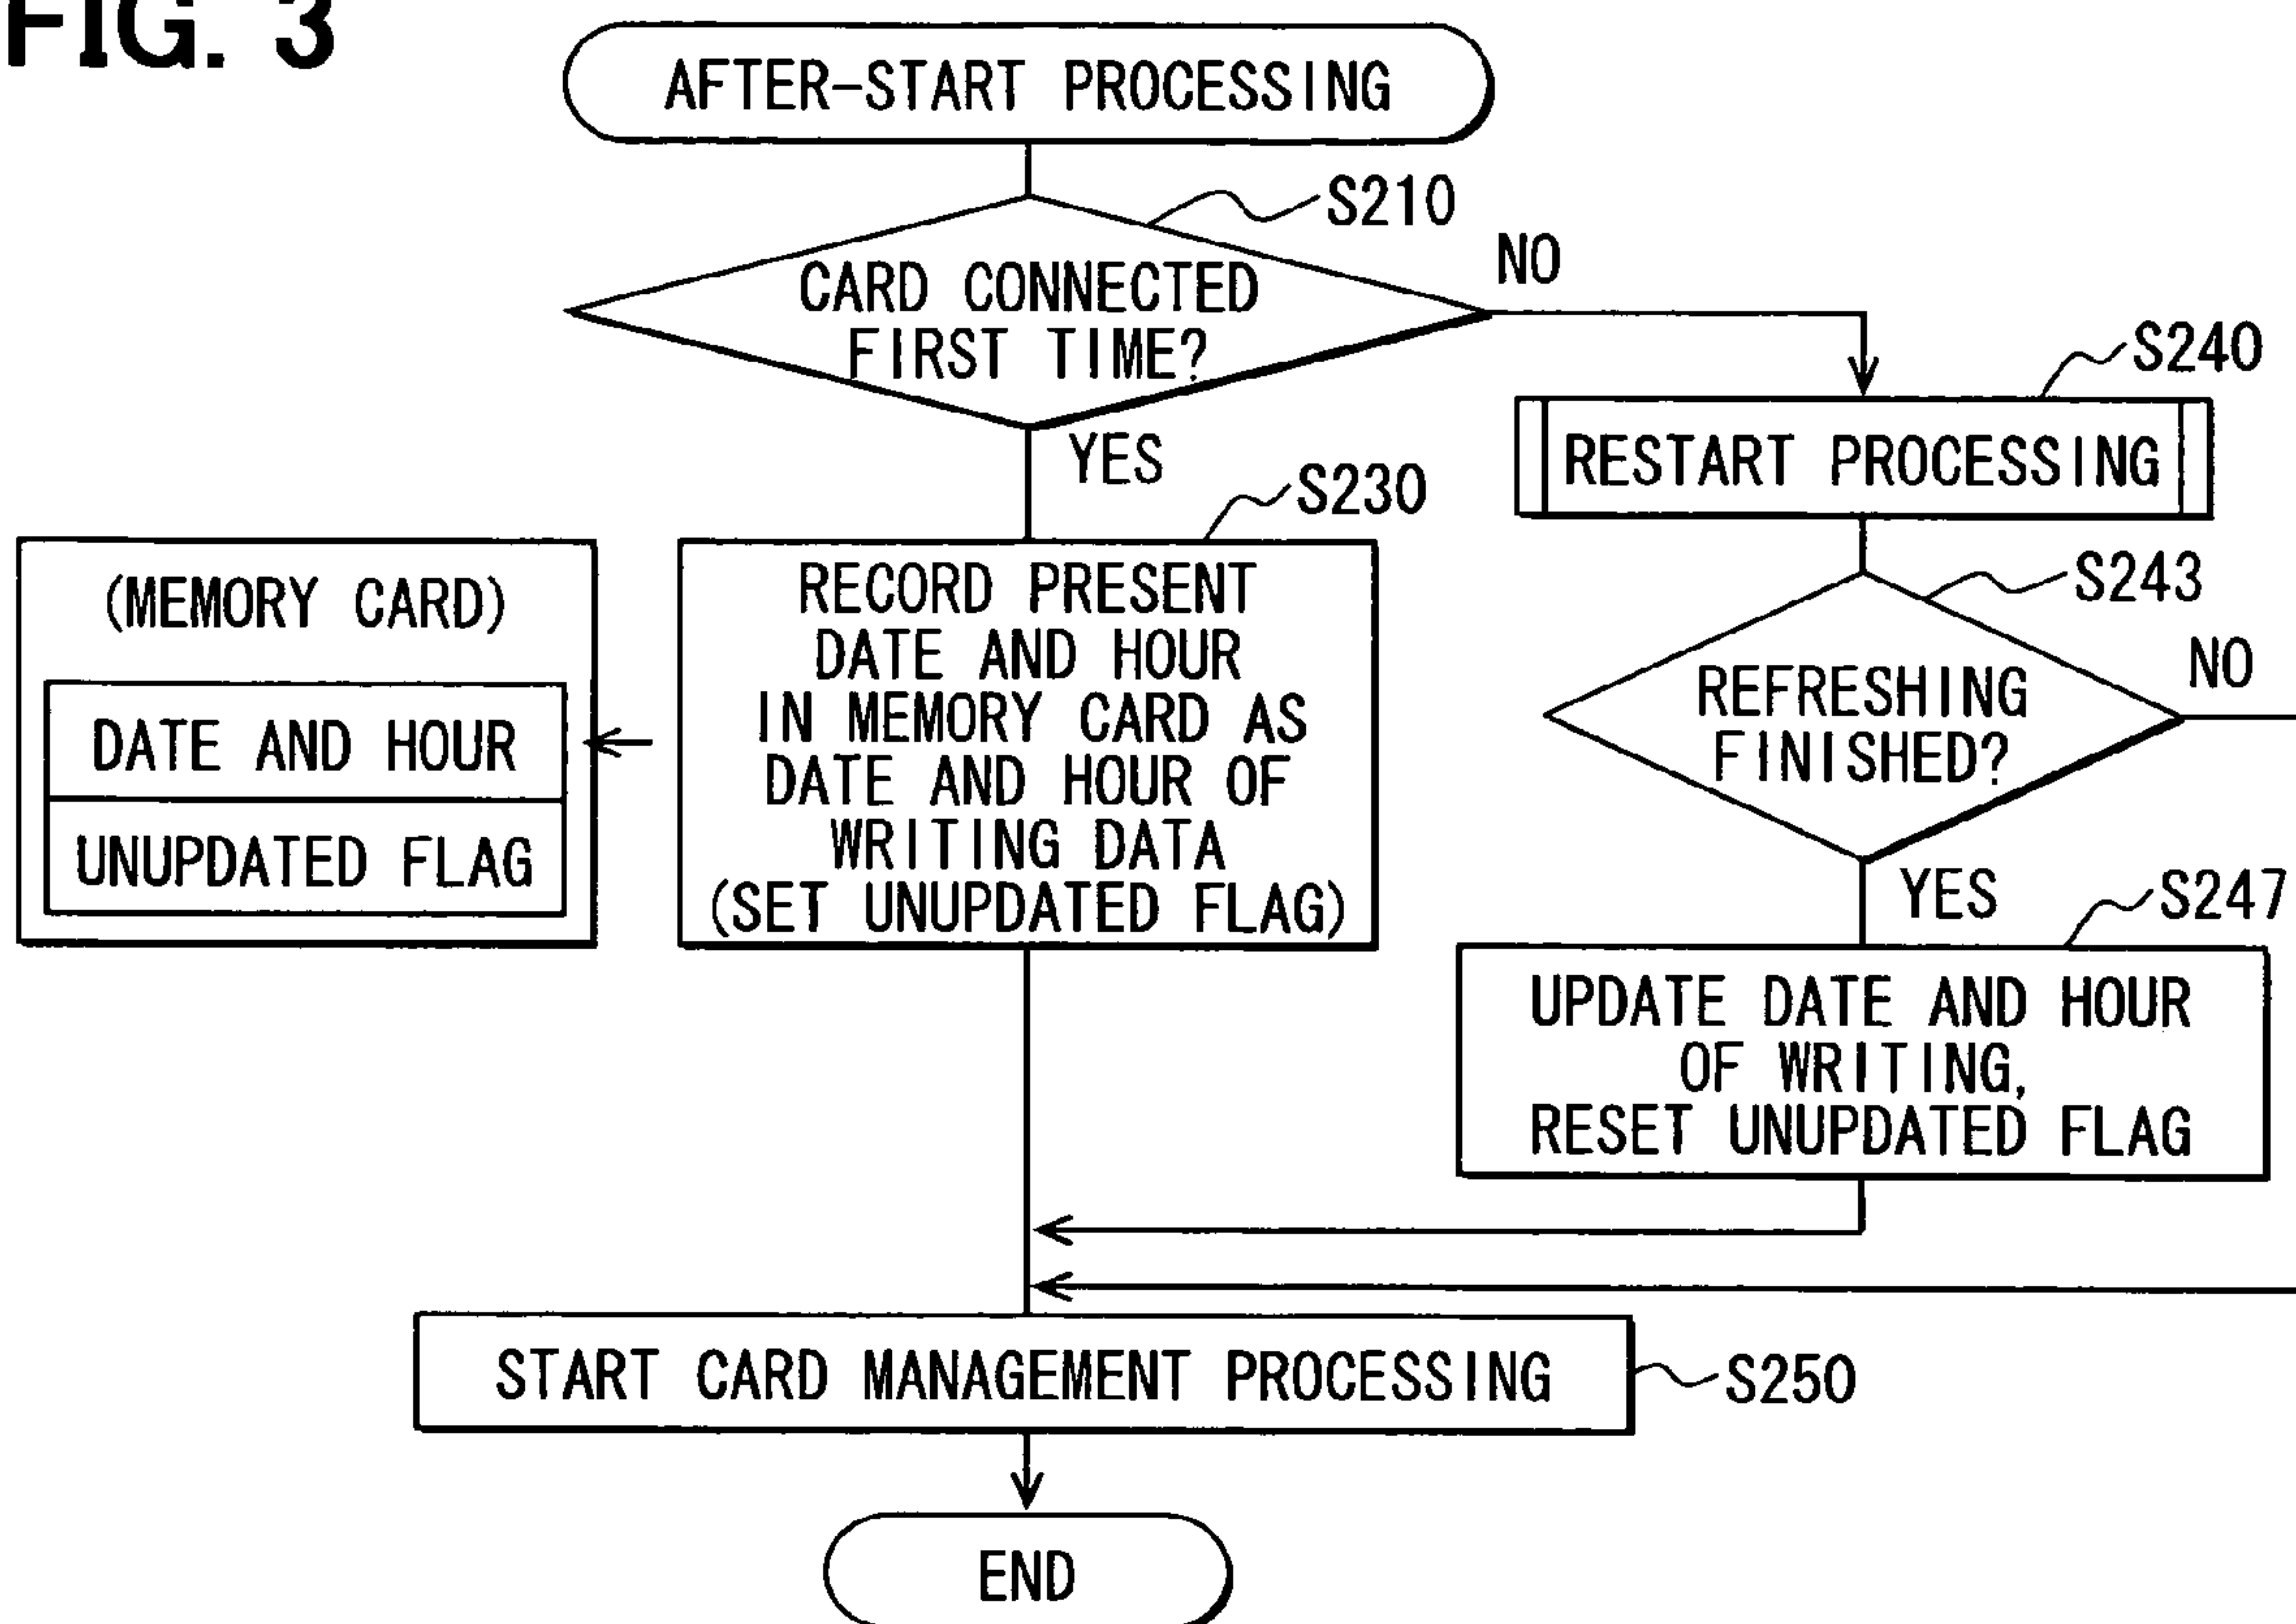 FIG. 3
AFTER-START PROCESSING
S210
CARD CONNECTED
FIRST TIME?
NO
YES
S240
RESTART PROCESSING
S230
RECORD PRESENT
DATE AND HOUR
IN MEMORY CARD AS
DATE AND HOUR OF
WRITING DATA
(SET UNUPDATED FLAG)
(MEMORY CARD)
DATE AND HOUR
UNUPDATED FLAG
S243
REFRESHING
FINISHED?
NO
YES
S247
UPDATE DATE AND HOUR
OF WRITING,
RESET UNUPDATED FLAG
START CARD MANAGEMENT PROCESSING
S250
END